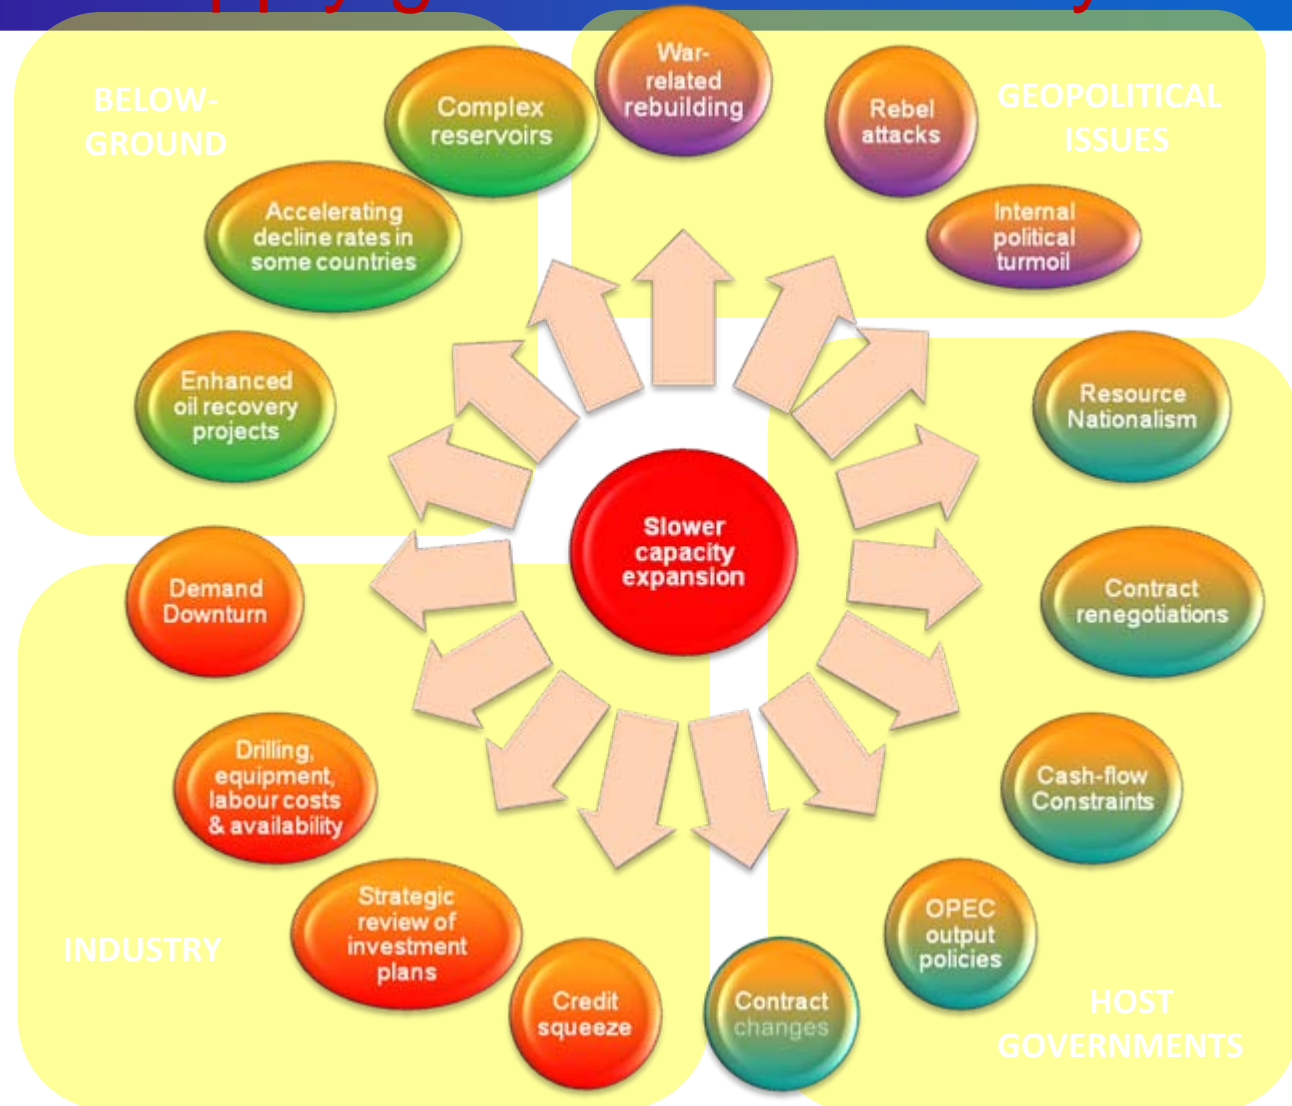 BELOW-
GROUND
Complex
reservoirs
War-
related
rebuilding
Rebel
attacks
GEOPOLITICAL
ISSUES
Accelerating
decline rates in
some countries
Internal
political
turmoil
Enhanced
oil recovery
projects
Resource
Nationalism
Slower
capacity
expansion
Demand
Downturn
Contract
renegotiations
Drilling,
equipment,
labour costs
& availability
Cash-flow
Constraints
Strategic
review of
investment
plans
OPEC
output
policies
INDUSTRY
Credit
squeeze
Contract
changes
HOST
GOVERNMENTS